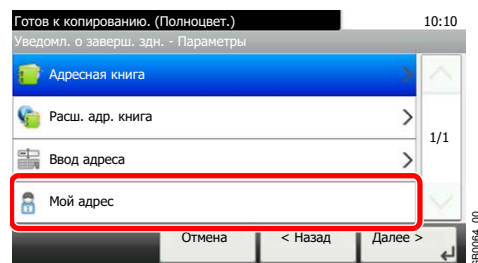 Готов к копированию. (Полноцвет.) 10:10
Уведомл. о заверш. здн. - Параметры
Адресная книга
Расш. адр. книга
1/1
Ввод адреса
Мой адрес
Отмена < Назад Далее >